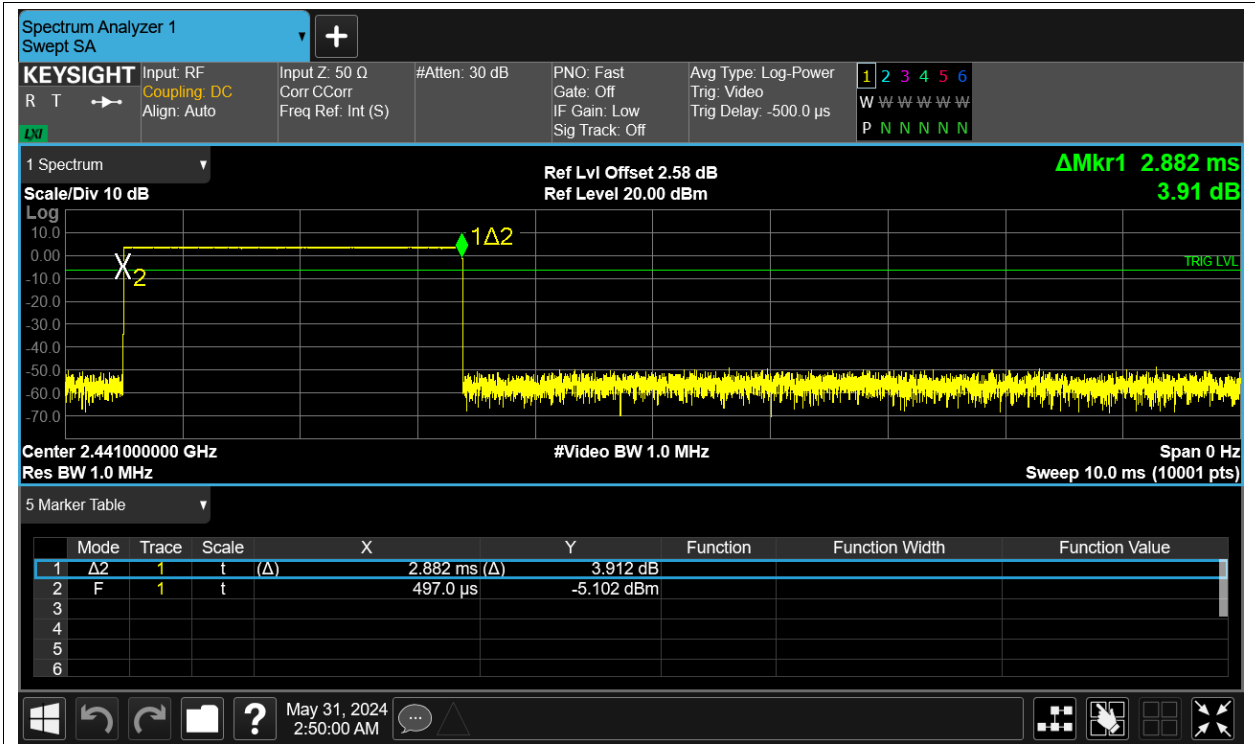 Spectrum Analyzer 1
Swept SA
KEYSIGHT Input: RF Input Z: 50 Ω #Atten: 30 dB PNO: Fast Avg Type: Log-Power 1 2 3 4 5 6
R T Coupling: DC Corr CCorr Gate: Off Trig: Video W W W W W W
Align: Auto Freq Ref: Int (S) IF Gain: Low Trig Delay: -500.0 µs
LXI Sig Track: Off P N N N N N
1 Spectrum Ref Lvl Offset 2.58 dB ΔMkr1 2.882 ms
Scale/Div 10 dB Ref Level 20.00 dBm 3.91 dB
Log
10.0 1Δ2
0.00 TRIG LVL
-10.0 2
-20.0
-30.0
-40.0
-50.0
-60.0
-70.0
Center 2.441000000 GHz #Video BW 1.0 MHz Span 0 Hz
Res BW 1.0 MHz Sweep 10.0 ms (10001 pts)
5 Marker Table
Mode Trace Scale X Y Function Function Width Function Value
1 Δ2 1 t (Δ) 2.882 ms (Δ) 3.912 dB
2 F 1 t 497.0 µs -5.102 dBm
3
4
5
6
? May 31, 2024
2:50:00 AM